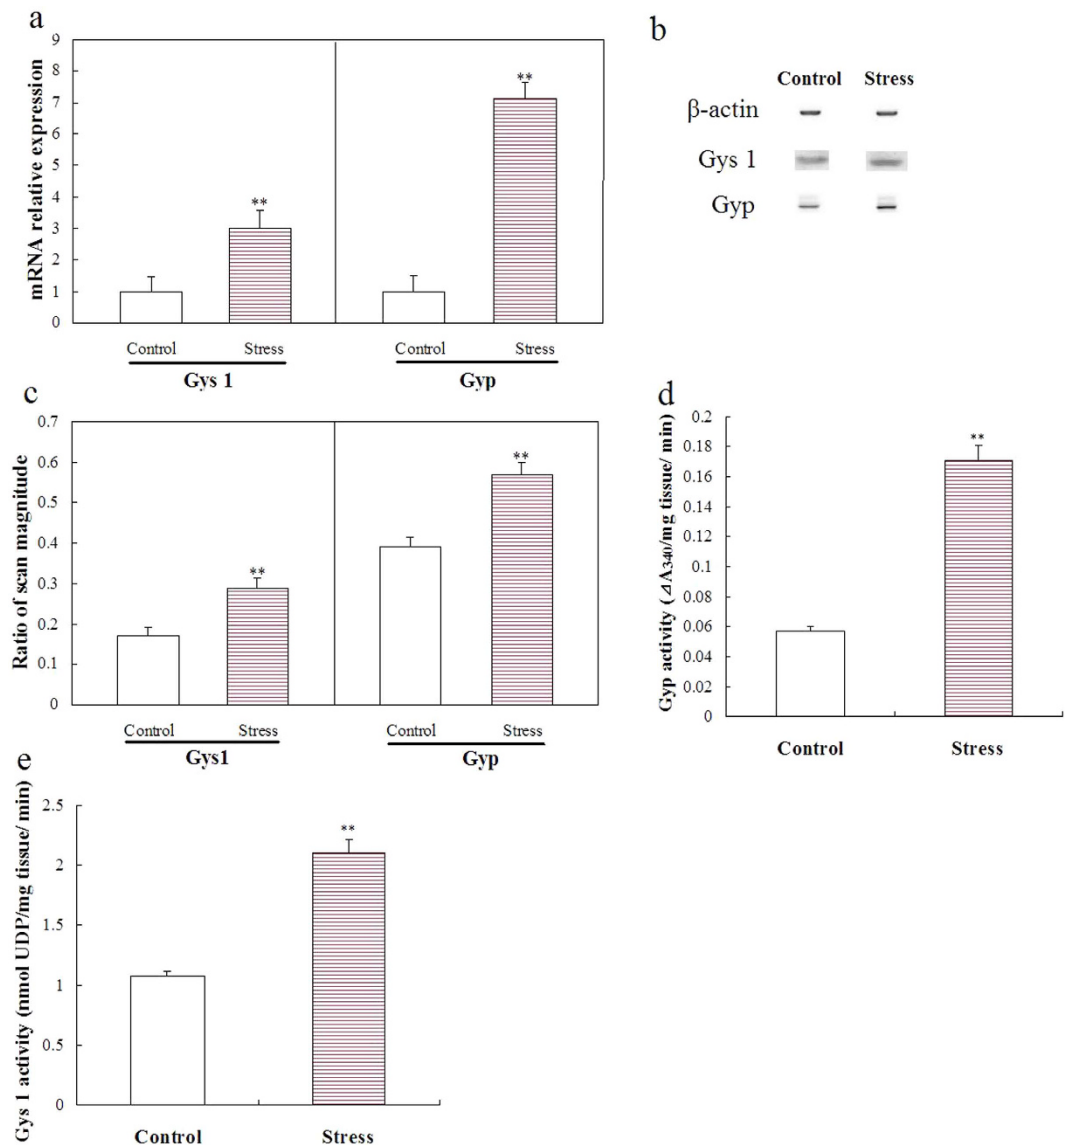 a
mRNA relative expression
9
8
7
6
5
4
3
2
1
0
**
**
Control Stress Control Stress
Gys 1 Gyp
b
Control Stress
β-actin
Gys 1
Gyp
c
Ratio of scan magnitude
0.7
0.6
0.5
0.4
0.3
0.2
0.1
0
**
**
Control Stress Control Stress
Gys1 Gyp
d
Gyp activity (⊿A340/mg tissue/ min)
0.2
0.18
0.16
0.14
0.12
0.1
0.08
0.06
0.04
0.02
0
**
Control Stress
e
Gys 1 activity (nmol UDP/mg tissue/ min)
2.5
2
1.5
1
0.5
0
**
Control Stress